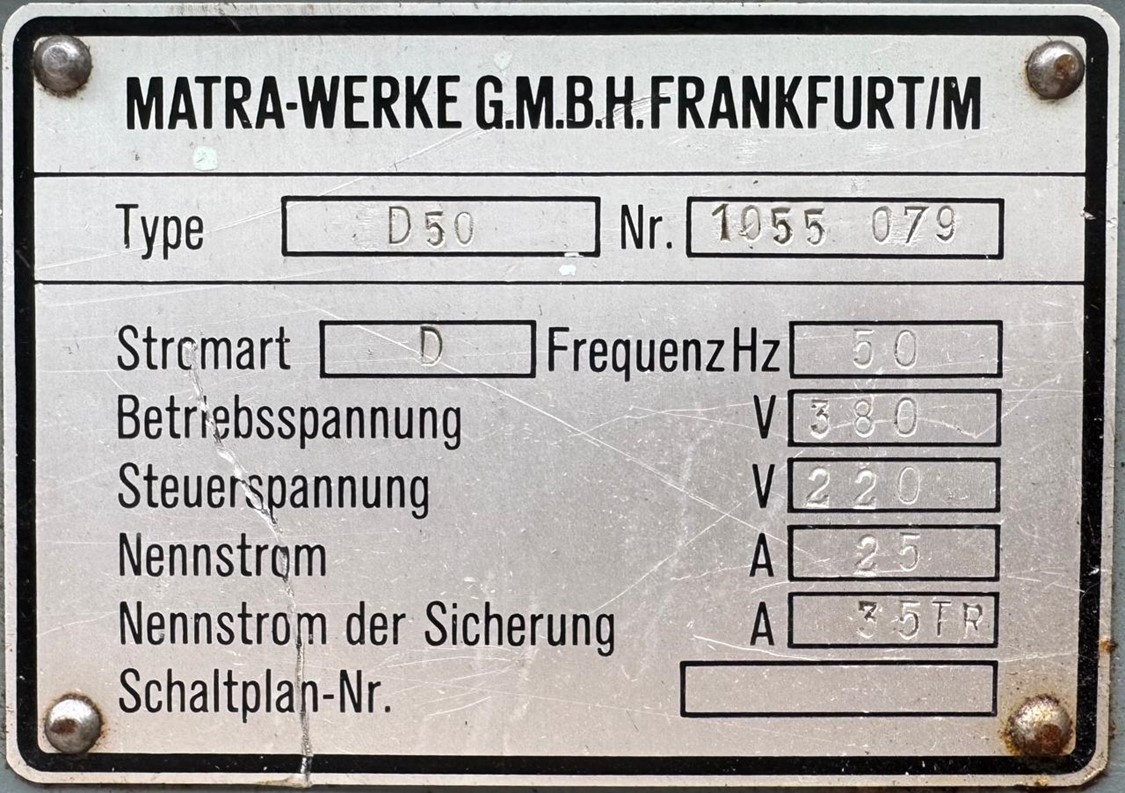 MATRA-WERKE G.M.B.H. FRANKFURT/M
Type D50 Nr. 1055 079
Stromart D Frequenz Hz 50
Betriebsspannung V 380
Steuerspannung V 220
Nennstrom A 25
Nennstrom der Sicherung A 35TR
Schaltplan-Nr.